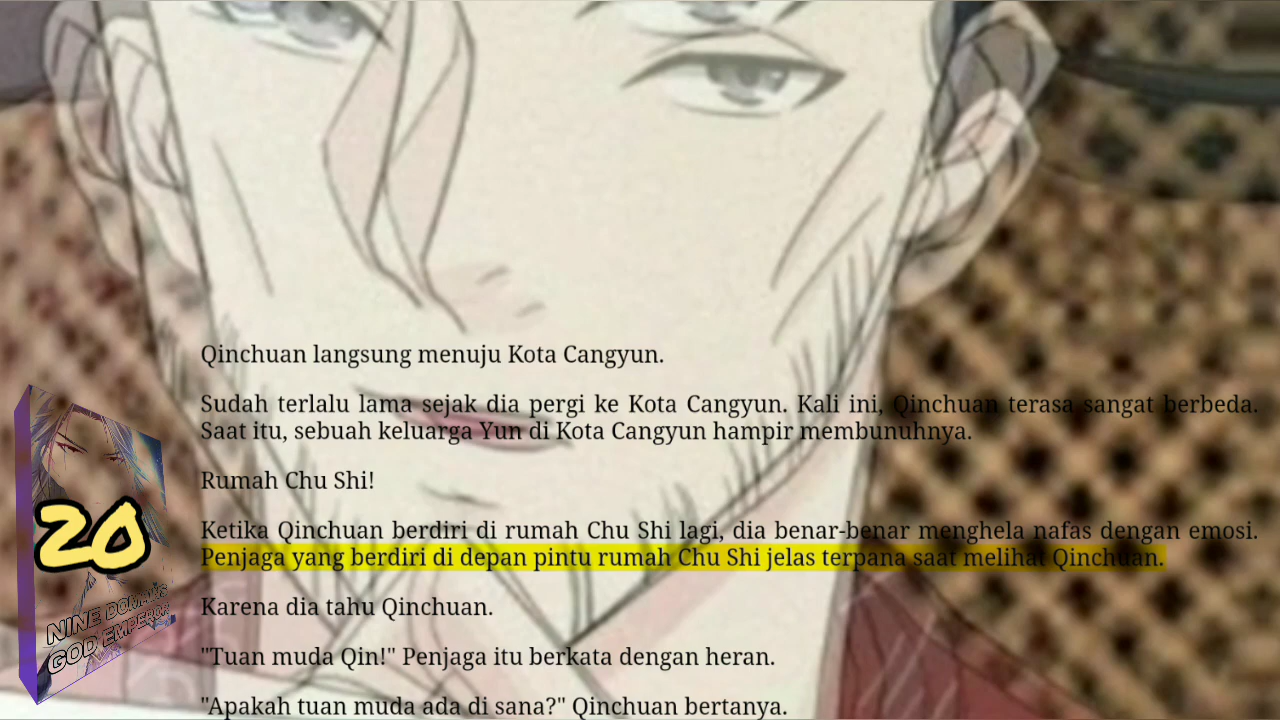 Qinchuan langsung menuju Kota Cangyun.
Sudah terlalu lama sejak dia pergi ke Kota Cangyun. Kali ini, Qinchuan terasa sangat berbeda.
Saat itu, sebuah keluarga Yun di Kota Cangyun hampir membunuhnya.
Rumah Chu Shi!
Ketika Qinchuan berdiri di rumah Chu Shi lagi, dia benar-benar menghela nafas dengan emosi.
Penjaga yang berdiri di depan pintu rumah Chu Shi jelas terpana saat melihat Qinchuan.
Karena dia tahu Qinchuan.
"Tuan muda Qin!" Penjaga itu berkata dengan heran.
"Apakah tuan muda ada di sana?" Qinchuan bertanya.
20
NINE DOMAINS
GOD EMPEROR